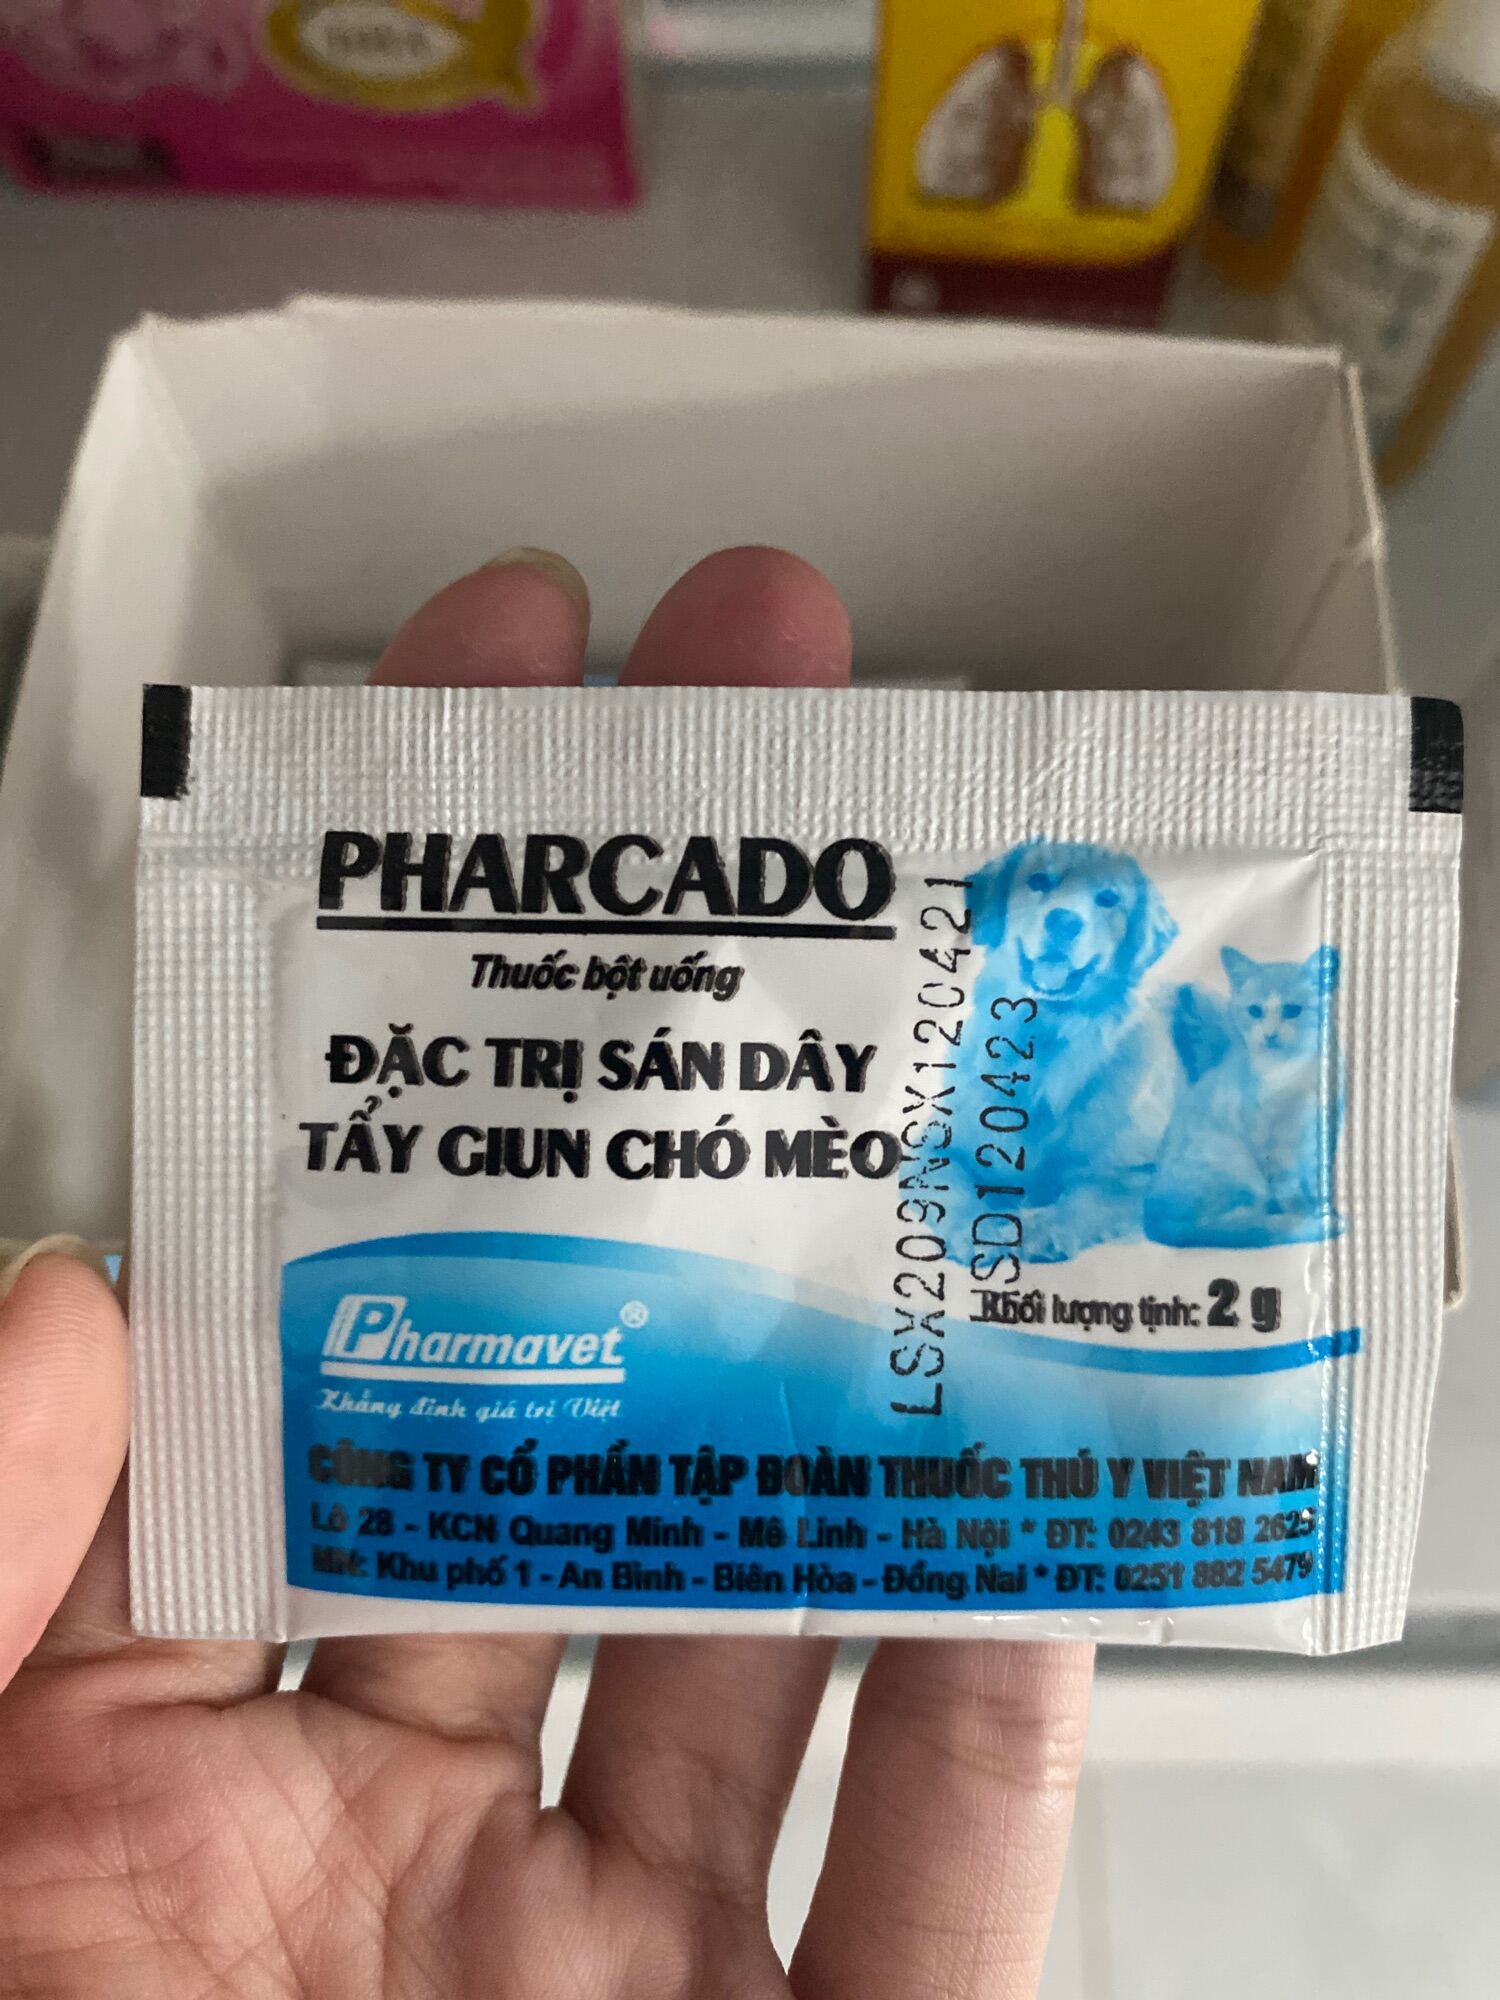 PHARCADO
Thuốc bột uống
ĐẶC TRỊ SÁN DÂY
TẨY GIUN CHÓ MÈO
LSX209NSX120421
HSD120423
Khối lượng tịnh: 2 g
Pharmavet®
Khẳng định giá trị Việt
CÔNG TY CỔ PHẦN TẬP ĐOÀN THUỐC THÚ Y VIỆT NAM
Lô 28 - KCN Quang Minh - Mê Linh - Hà Nội * ĐT: 0243 818 2625
MN: Khu phố 1 - An Bình - Biên Hòa - Đồng Nai * ĐT: 0251 882 5479